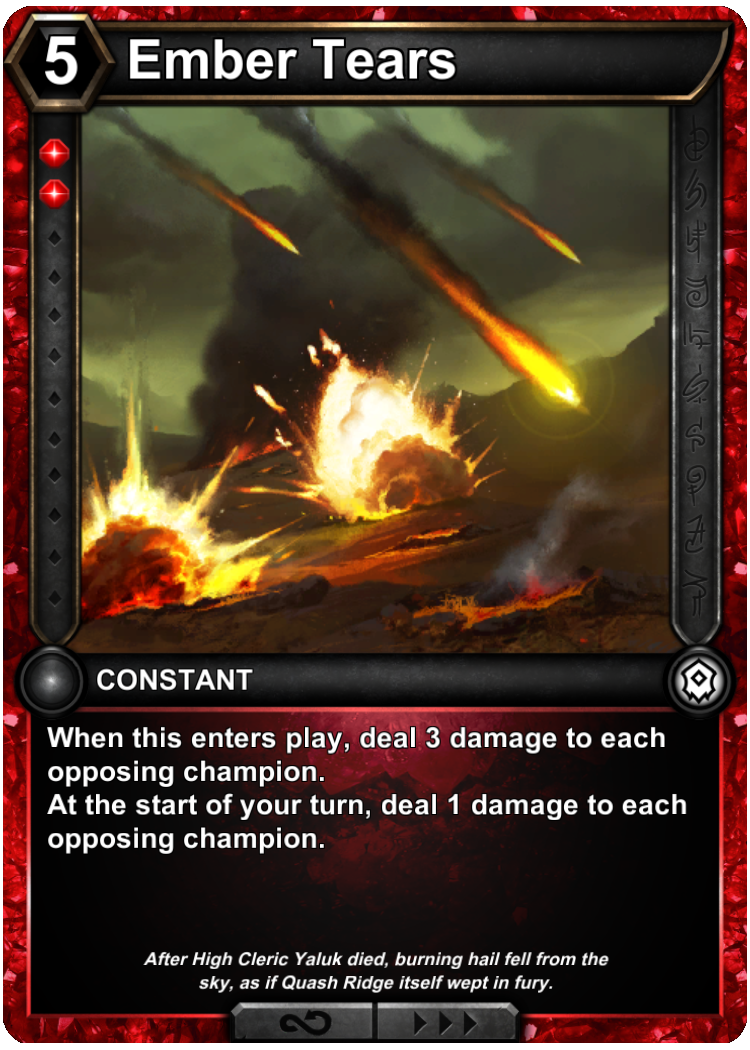 5 Ember Tears
CONSTANT
When this enters play, deal 3 damage to each
opposing champion.
At the start of your turn, deal 1 damage to each
opposing champion.
After High Cleric Yaluk died, burning hail fell from the
sky, as if Quash Ridge itself wept in fury.